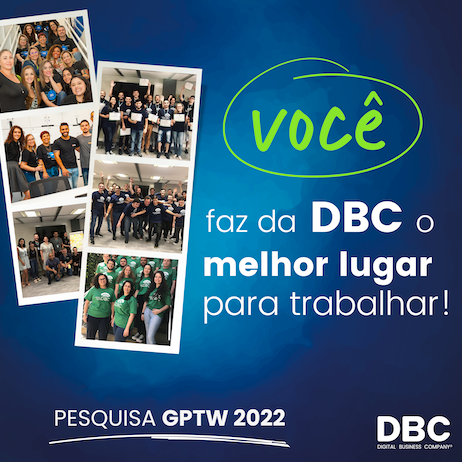 você
faz da DBC o
melhor lugar
para trabalhar!
PESQUISA GPTW 2022
DBC
DIGITAL BUSINESS COMPANY®